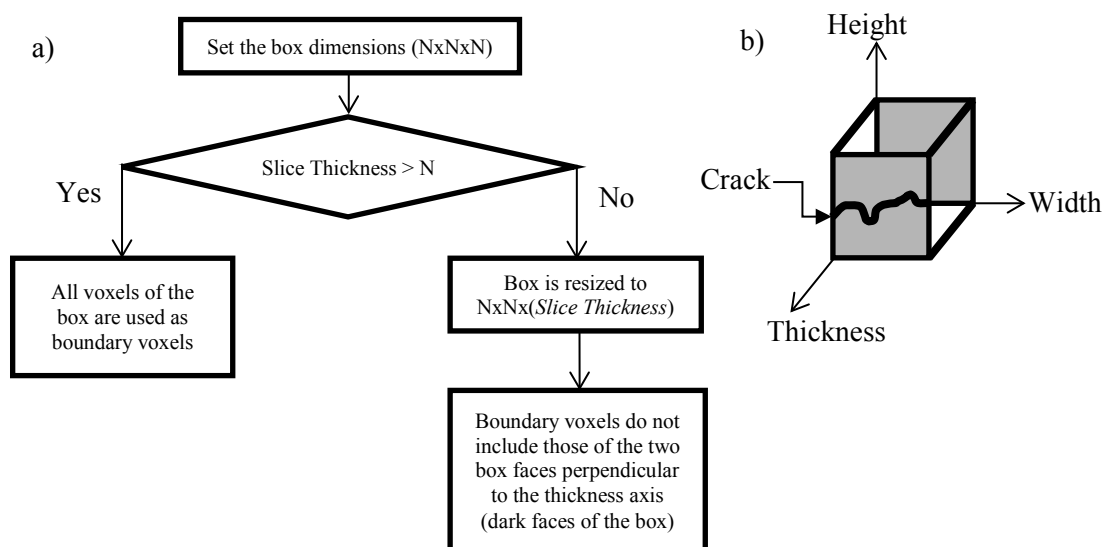 a)
Set the box dimensions (NxNxN)
Slice Thickness > N
Yes
No
All voxels of the
box are used as
boundary voxels
Box is resized to
NxNx(Slice Thickness)
Boundary voxels do not
include those of the two
box faces perpendicular
to the thickness axis
(dark faces of the box)
b)
Height
Crack
Width
Thickness